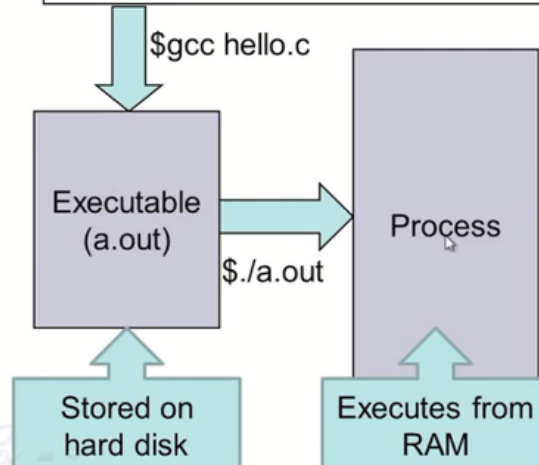 $gcc hello.c
Executable
(a.out)
$./a.out
Process
Stored on
hard disk
Executes from
RAM